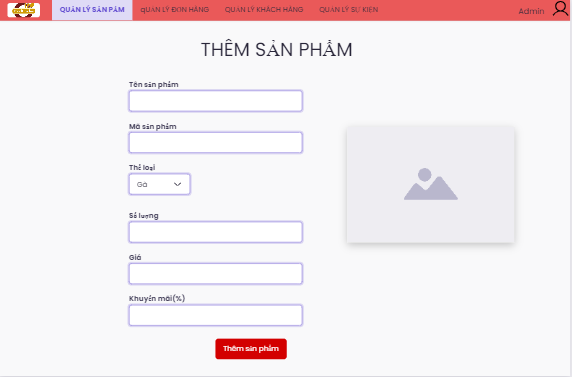 QUẢN LÝ SẢN PẢM
qUẢN LÝ ĐƠN HÀNG
QUẢN LÝ KHÁCH HÀNG
QUẢN LÝ SỰ KIỆN
Admin
THÊM SẢN PHẨM
Tên sản phẩm
Mã sản phẩm
Thể loại
Gà
Số lượng
Giá
Khuyến mãi(%)
Thêm sản phẩm